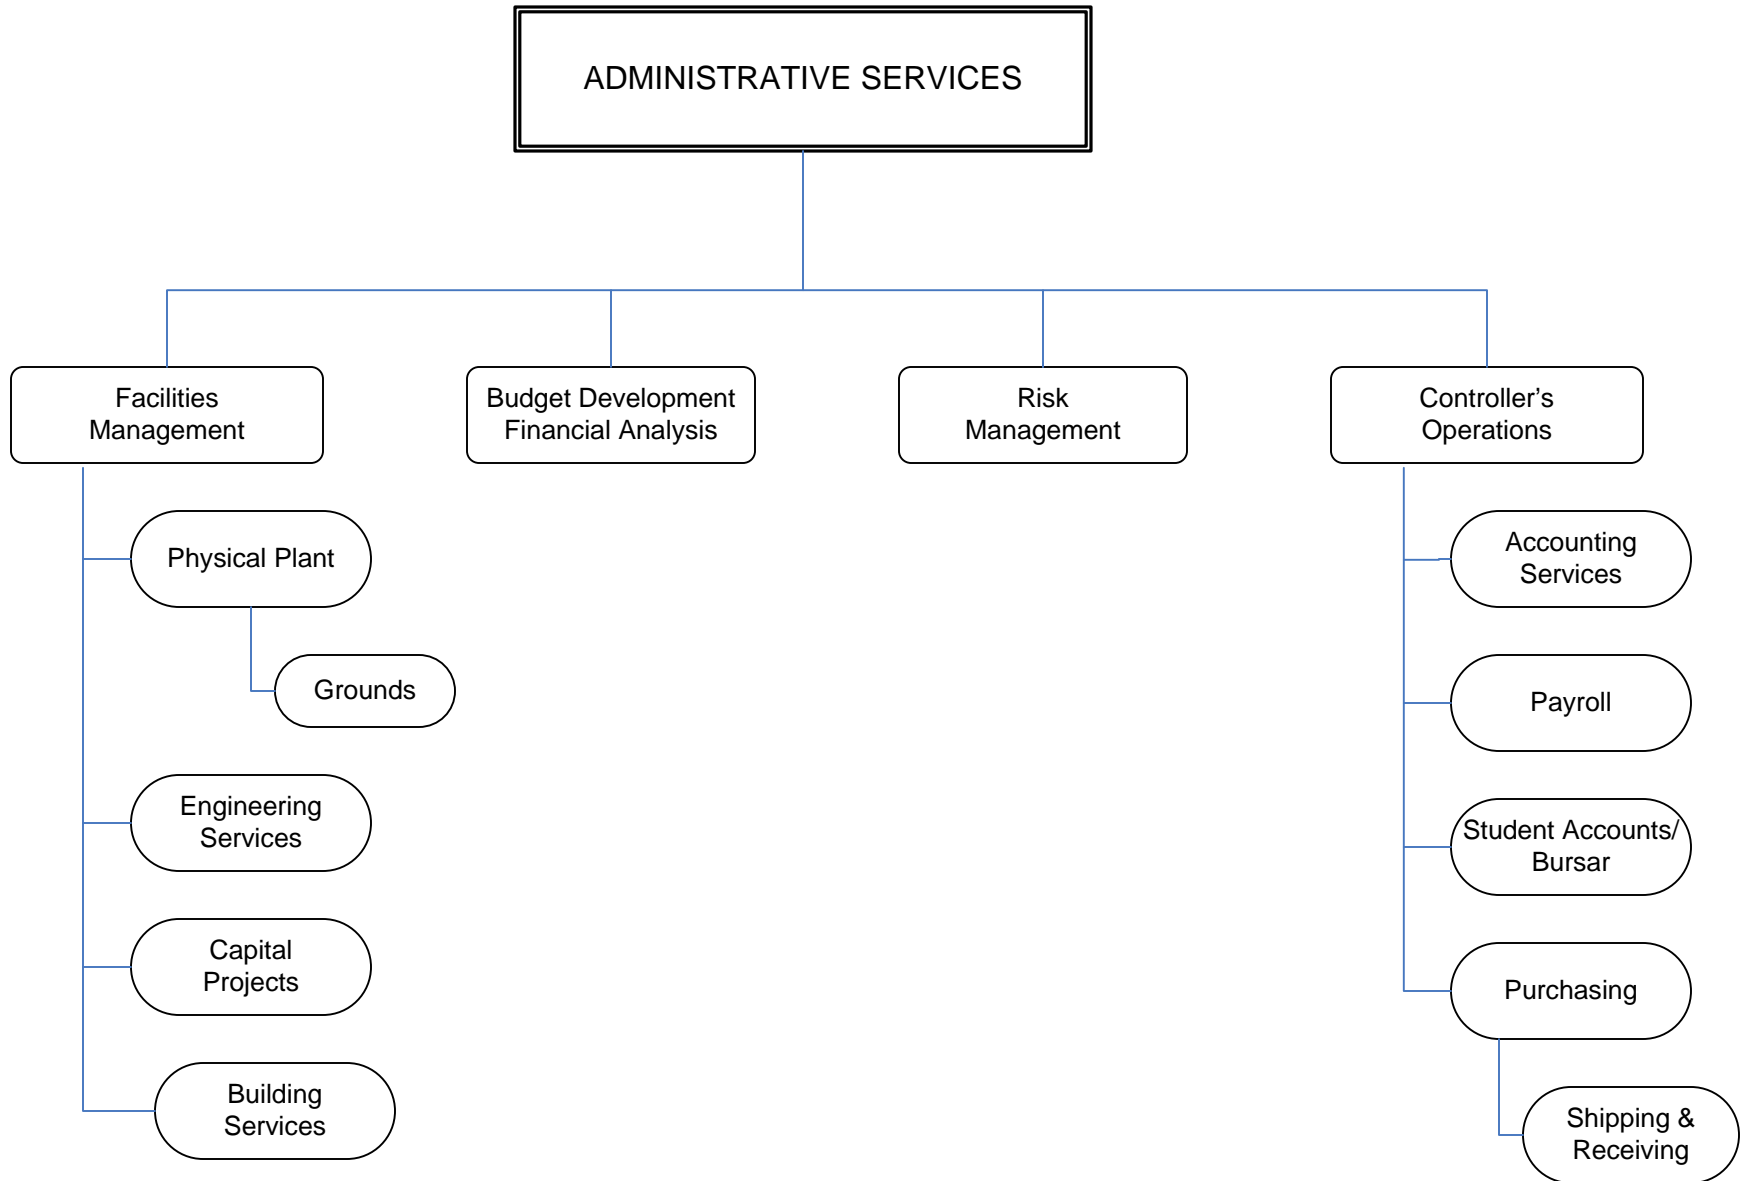 ADMINISTRATIVE SERVICES
Facilities
Management
Budget Development
Financial Analysis
Risk
Management
Controller’s
Operations
Physical Plant
Grounds
Engineering
Services
Capital
Projects
Building
Services
Accounting
Services
Payroll
Student Accounts/
Bursar
Purchasing
Shipping &
Receiving